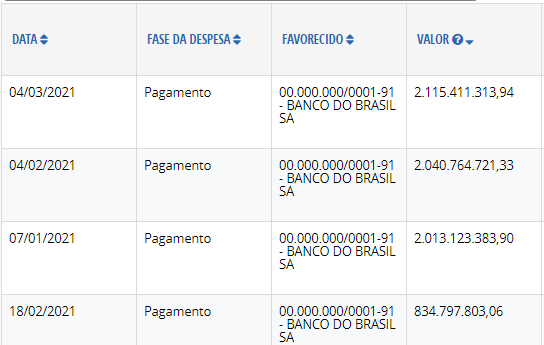 DATA FASE DA DESPESA FAVORECIDO VALOR
04/03/2021 Pagamento 00.000.000/0001-91 2.115.411.313,94
- BANCO DO BRASIL
SA
04/02/2021 Pagamento 00.000.000/0001-91 2.040.764.721,33
- BANCO DO BRASIL
SA
07/01/2021 Pagamento 00.000.000/0001-91 2.013.123.383,90
- BANCO DO BRASIL
SA
18/02/2021 Pagamento 00.000.000/0001-91 834.797.803,06
- BANCO DO BRASIL
SA